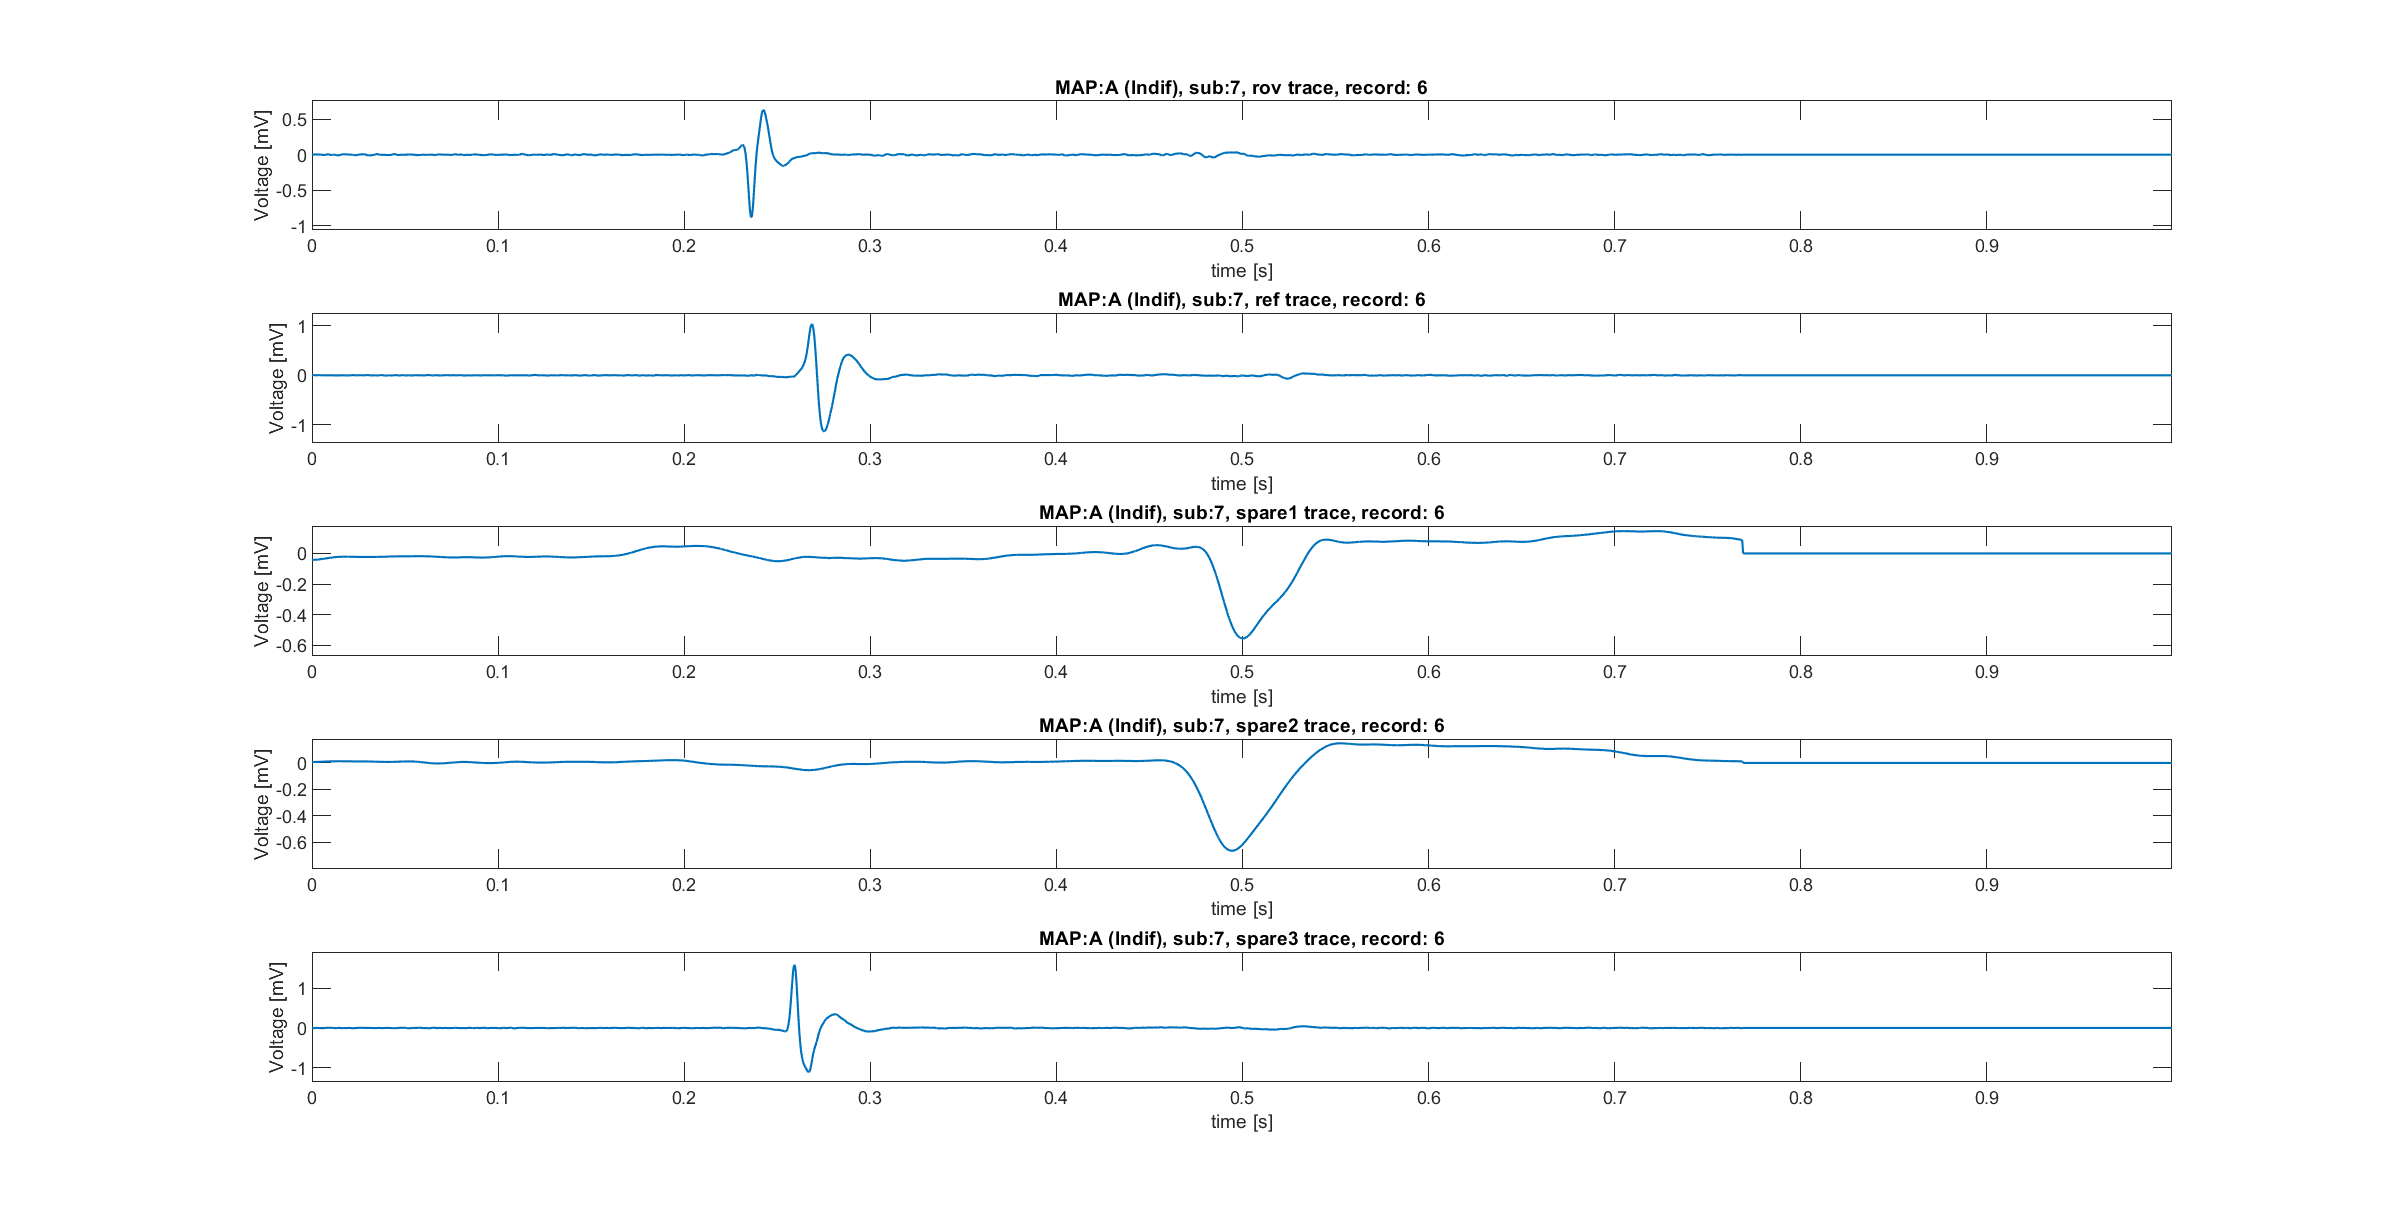 MAP:A (Indif), sub:7, rov trace, record: 6
Voltage [mV]
0.5
0
-0.5
-1
0 0.1 0.2 0.3 0.4 0.5 0.6 0.7 0.8 0.9
time [s]
MAP:A (Indif), sub:7, ref trace, record: 6
Voltage [mV]
1
0
-1
0 0.1 0.2 0.3 0.4 0.5 0.6 0.7 0.8 0.9
time [s]
MAP:A (Indif), sub:7, spare1 trace, record: 6
Voltage [mV]
0
-0.2
-0.4
-0.6
0 0.1 0.2 0.3 0.4 0.5 0.6 0.7 0.8 0.9
time [s]
MAP:A (Indif), sub:7, spare2 trace, record: 6
Voltage [mV]
0
-0.2
-0.4
-0.6
0 0.1 0.2 0.3 0.4 0.5 0.6 0.7 0.8 0.9
time [s]
MAP:A (Indif), sub:7, spare3 trace, record: 6
Voltage [mV]
1
0
-1
0 0.1 0.2 0.3 0.4 0.5 0.6 0.7 0.8 0.9
time [s]